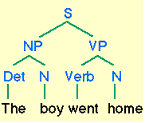 S
NP VP
Det N Verb N
The boy went home